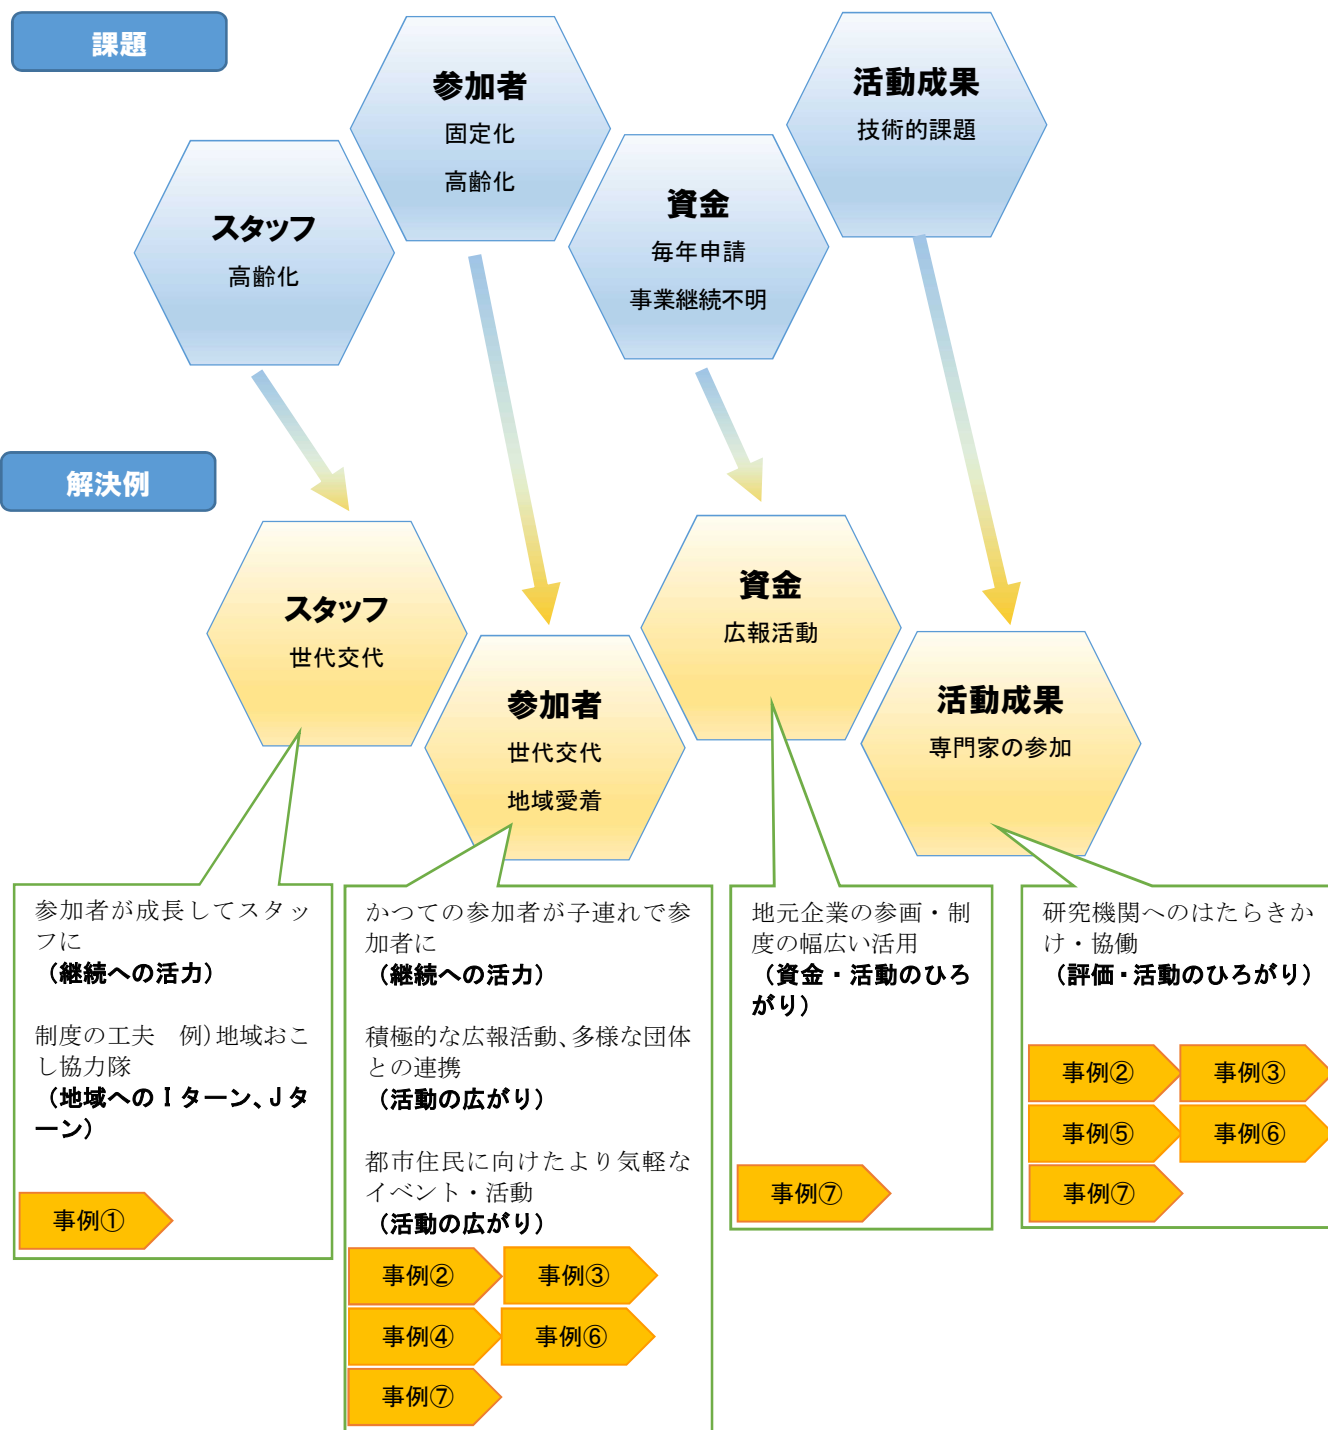 課題
参加者
固定化
高齢化
活動成果
技術的課題
スタッフ
高齢化
資金
毎年申請
事業継続不明
解決例
スタッフ
世代交代
参加者
世代交代
地域愛着
資金
広報活動
活動成果
専門家の参加
参加者が成長してスタッ
フに
（継続への活力）
制度の工夫　例)地域おこ
し協力隊
（地域へのＩターン、Ｊタ
ーン）
事例①
かつての参加者が子連れで参
加者に
（継続への活力）
積極的な広報活動、多様な団体
との連携
（活動の広がり）
都市住民に向けたより気軽な
イベント・活動
（活動の広がり）
事例②
事例③
事例④
事例⑥
事例⑦
地元企業の参画・制
度の幅広い活用
（資金・活動のひろ
がり）
事例⑦
研究機関へのはたらきか
け・協働
（評価・活動のひろがり）
事例②
事例③
事例⑤
事例⑥
事例⑦